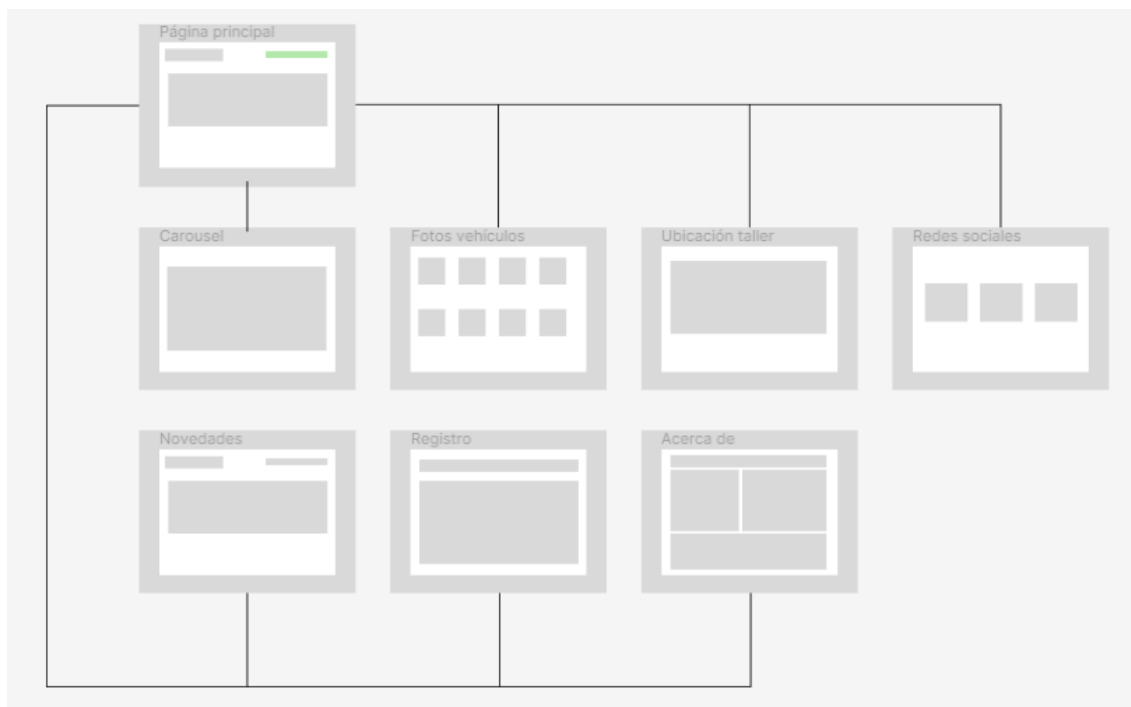 Página principal
Carousel
Fotos vehículos
Ubicación taller
Redes sociales
Novedades
Registro
Acerca de